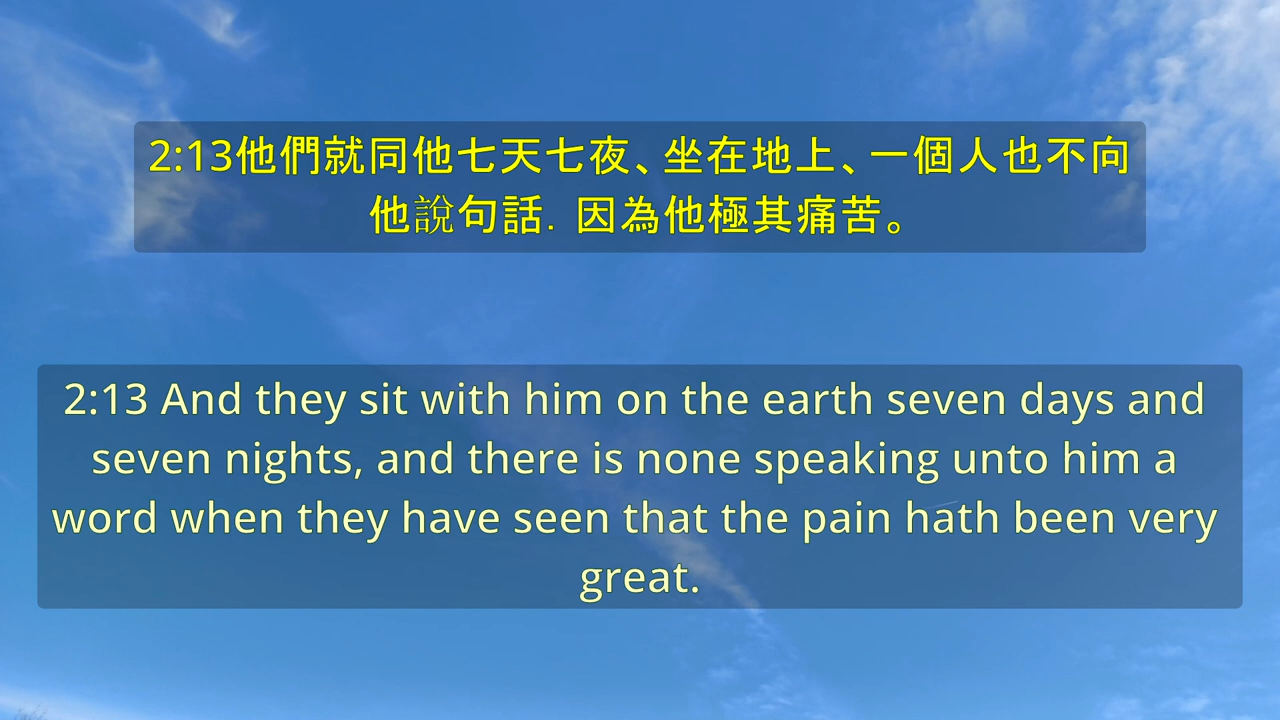 2:13他們就同他七天七夜、坐在地上、一個人也不向
他說句話. 因為他極其痛苦。
2:13 And they sit with him on the earth seven days and
seven nights, and there is none speaking unto him a
word when they have seen that the pain hath been very
great.